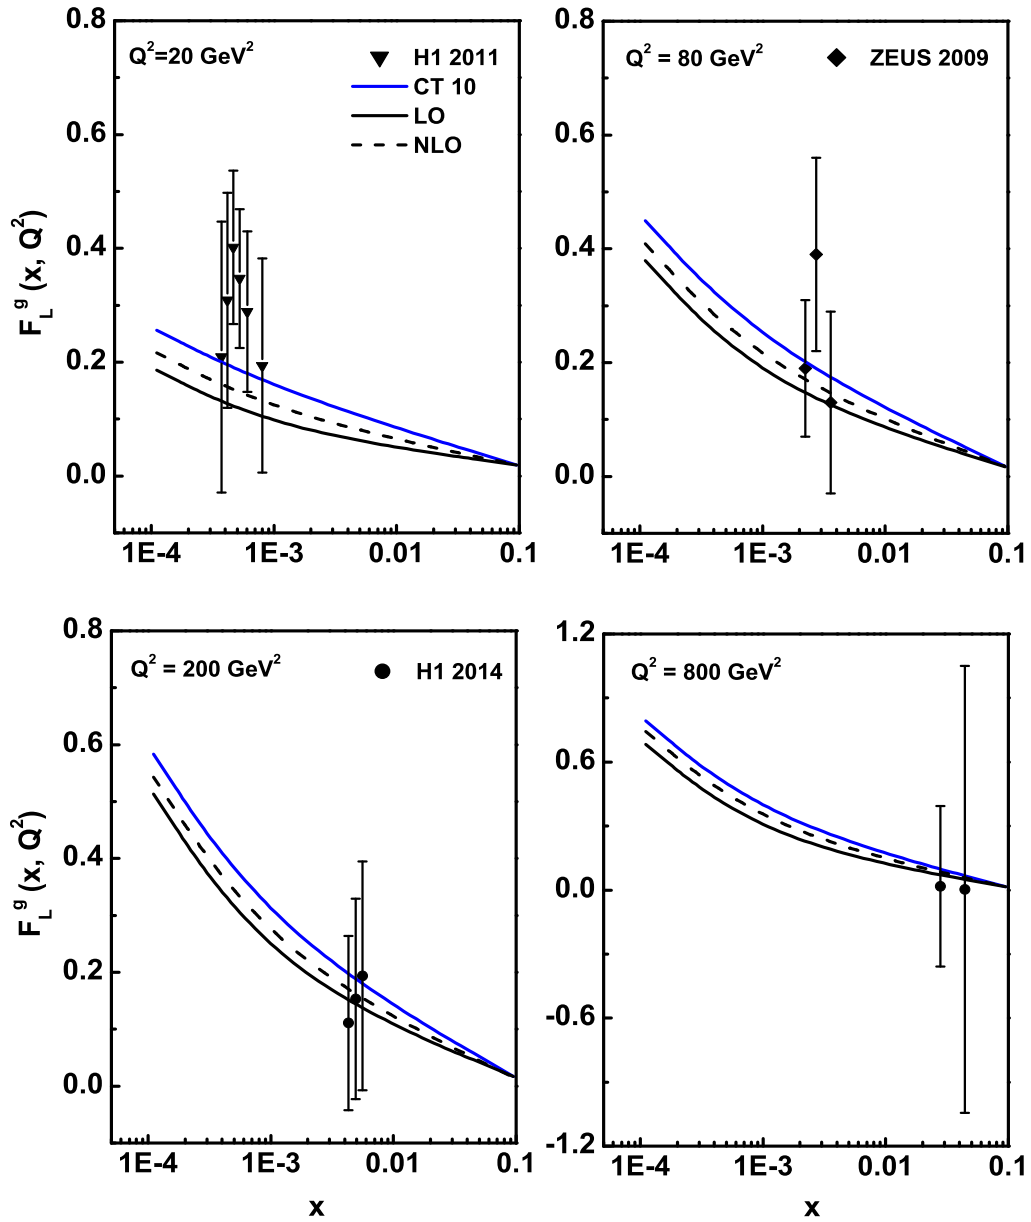 0.8
0.6
0.4
0.2
0.0
F_L^g (x, Q²)
Q²=20 GeV²
H1 2011
CT 10
LO
NLO
1E-4 1E-3 0.01 0.1
0.8
0.6
0.4
0.2
0.0
Q² = 80 GeV²
ZEUS 2009
1E-4 1E-3 0.01 0.1
0.8
0.6
0.4
0.2
0.0
F_L^g (x, Q²)
Q² = 200 GeV²
H1 2014
1E-4 1E-3 0.01 0.1
x
1.2
0.6
0.0
-0.6
-1.2
Q² = 800 GeV²
1E-4 1E-3 0.01 0.1
x